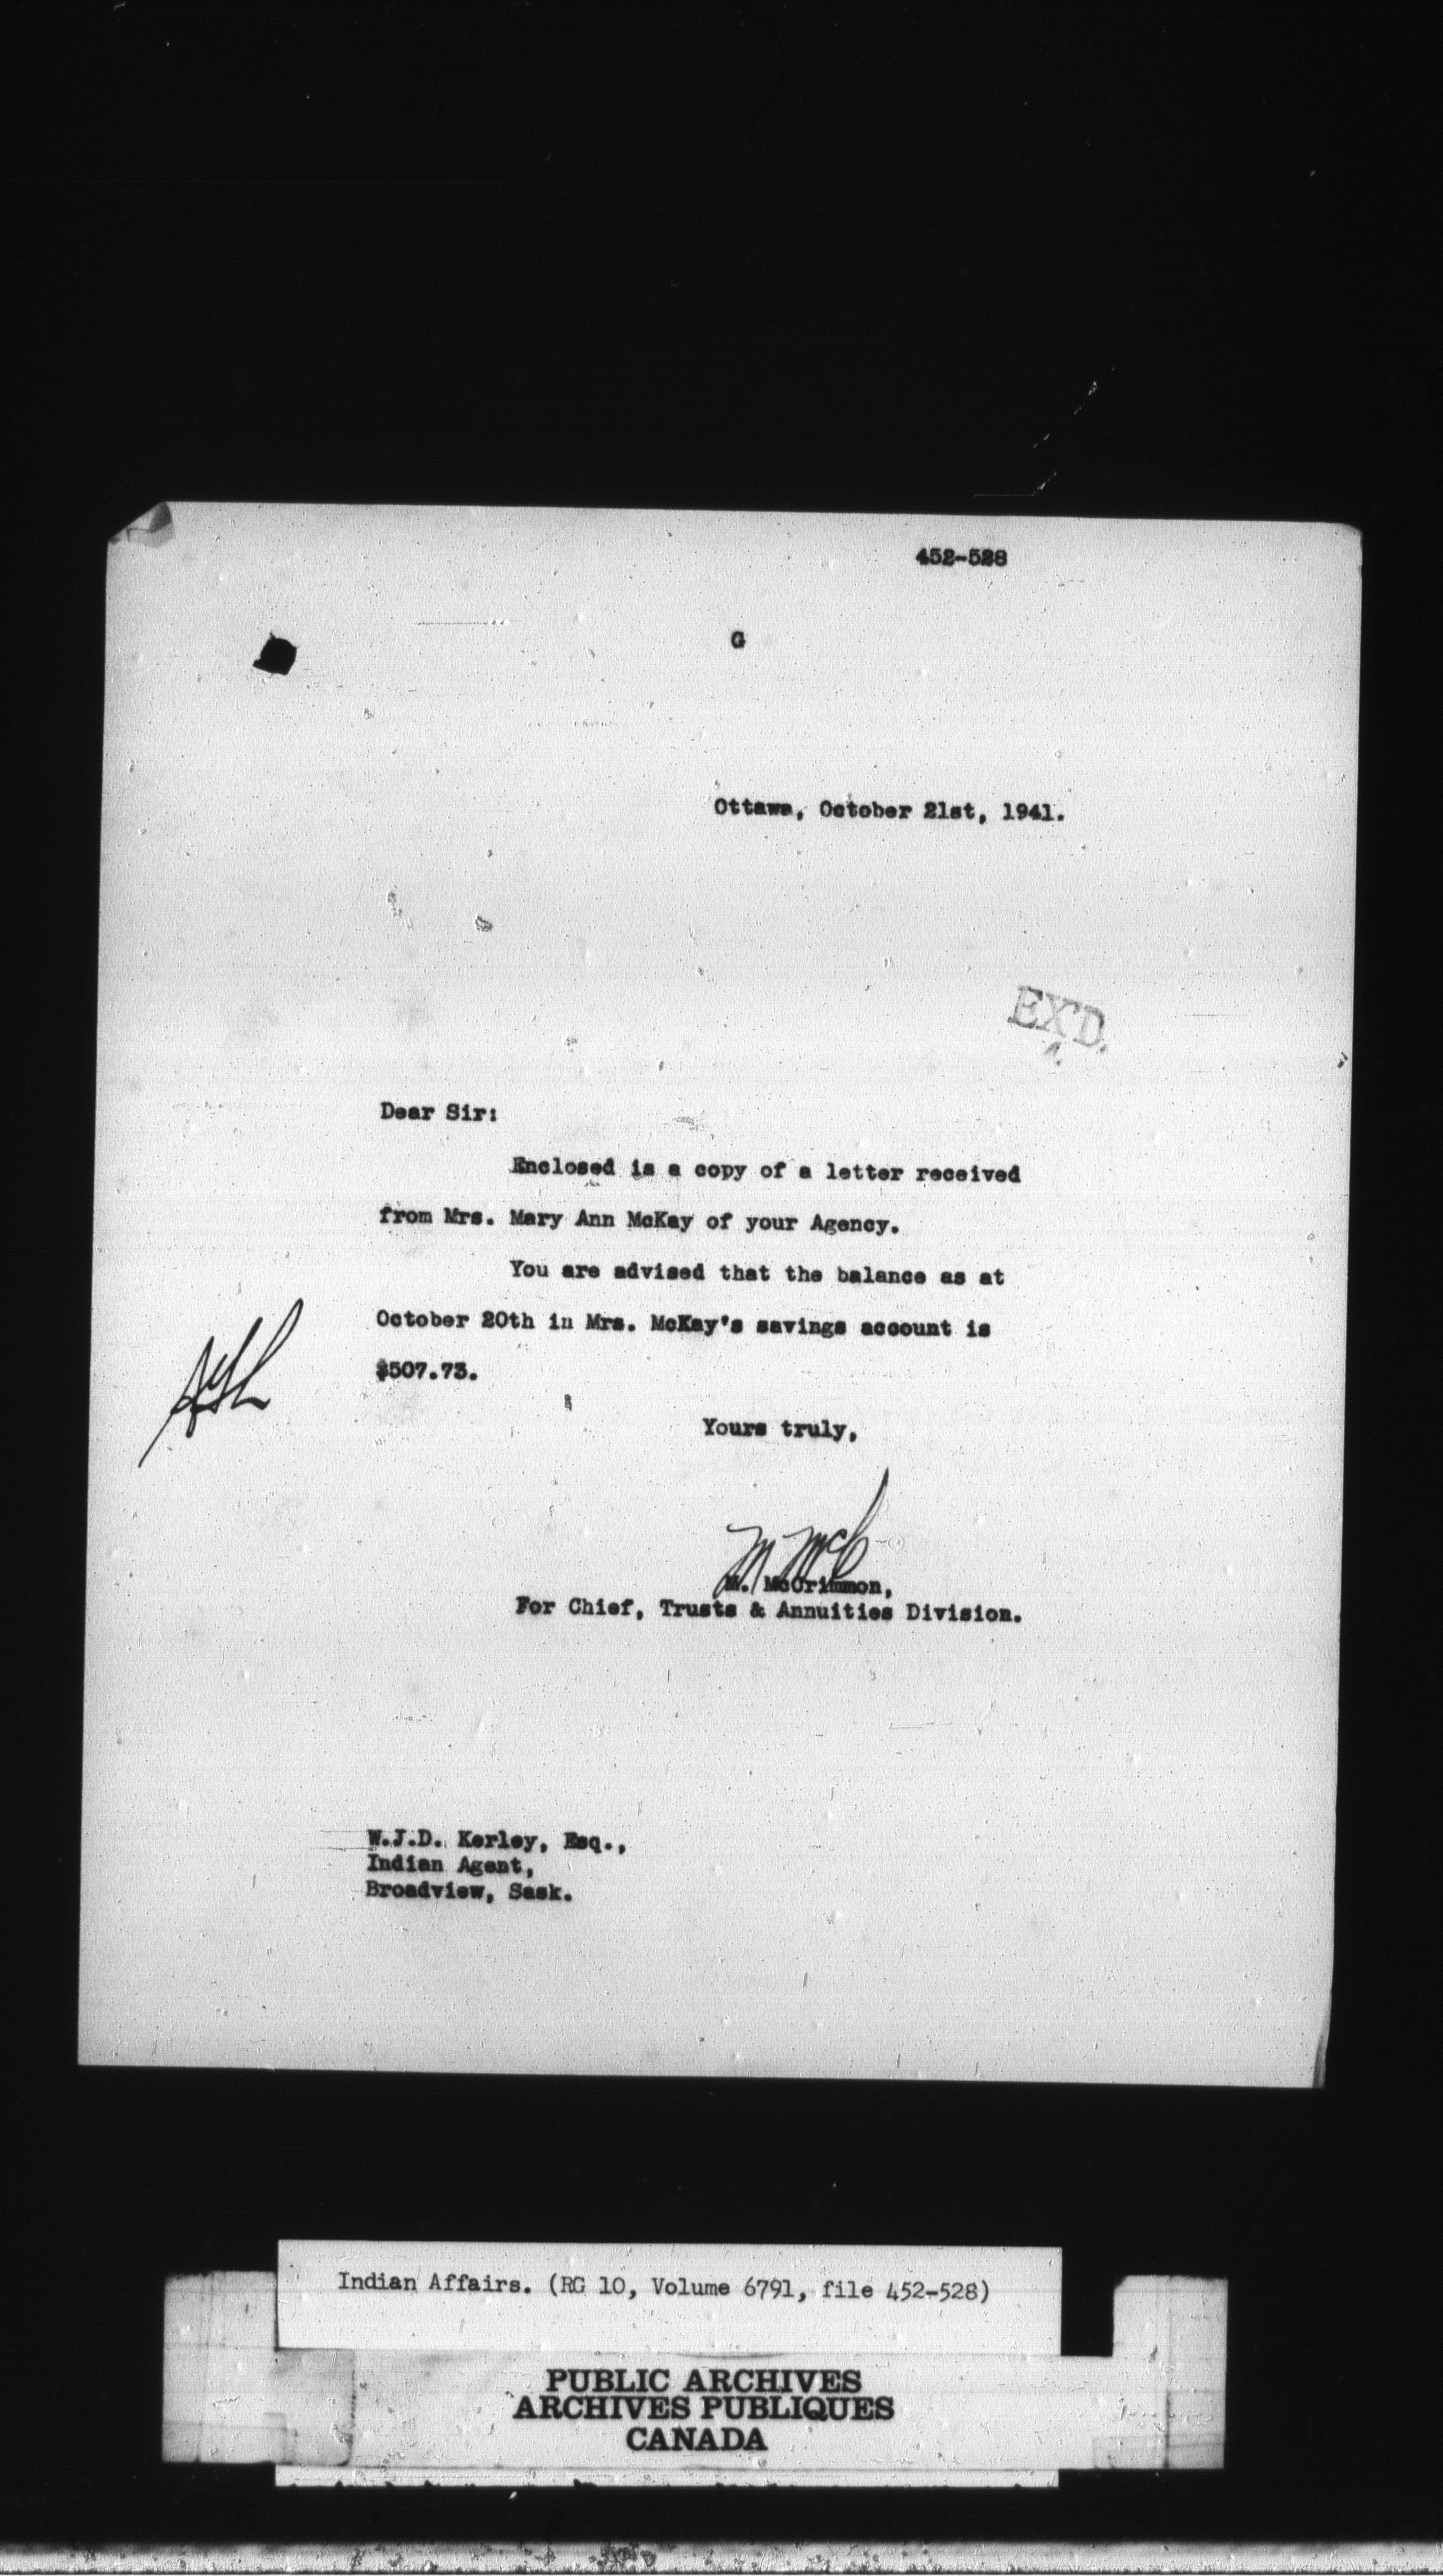 452-528
G
Ottawa, October 21st, 1941.
EX'D.
Dear Sir:
Enclosed is a copy of a letter received
from Mrs. Mary Ann McKay of your Agency.
You are advised that the balance as at
October 20th in Mrs. McKay's savings account is
$507.73.
Yours truly,
M McC
M. McCrimmon,
For Chief, Trusts & Annuities Division.
W.J.D. Kerley, Esq.,
Indian Agent,
Broadview, Sask.
Indian Affairs. (RG 10, Volume 6791, file 452-528)
PUBLIC ARCHIVES
ARCHIVES PUBLIQUES
CANADA